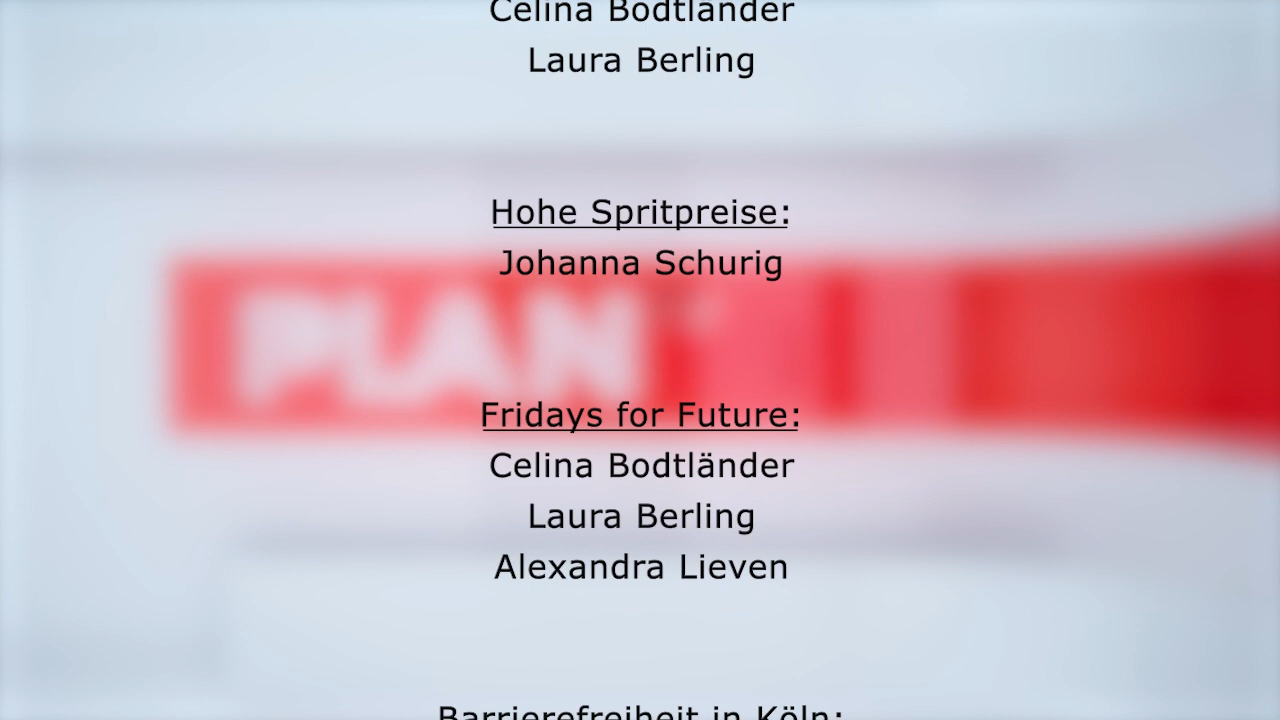 Celina Bodtländer
Laura Berling
Hohe Spritpreise:
Johanna Schurig
PLAN
Fridays for Future:
Celina Bodtländer
Laura Berling
Alexandra Lieven
Barrierefreiheit in Köln: